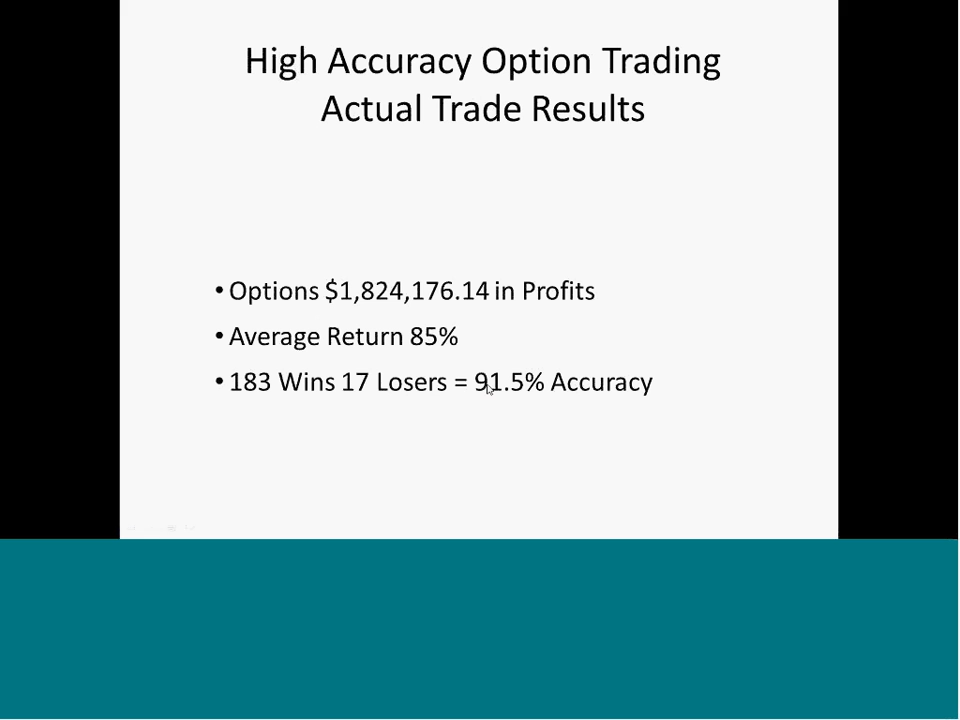 High Accuracy Option Trading
Actual Trade Results
• Options $1,824,176.14 in Profits
• Average Return 85%
• 183 Wins 17 Losers = 91.5% Accuracy